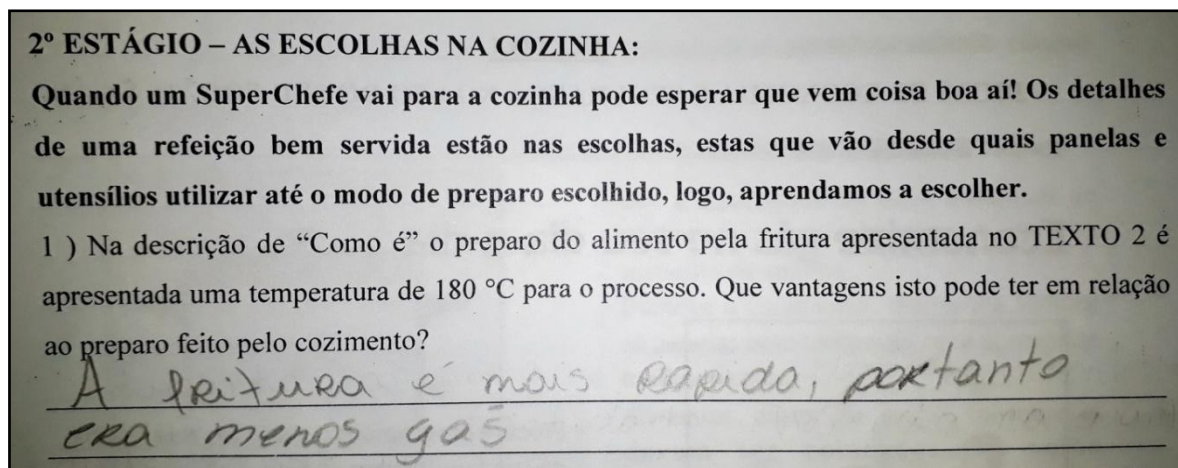 2º ESTÁGIO – AS ESCOLHAS NA COZINHA:
Quando um SuperChefe vai para a cozinha pode esperar que vem coisa boa aí! Os detalhes
de uma refeição bem servida estão nas escolhas, estas que vão desde quais panelas e
utensílios utilizar até o modo de preparo escolhido, logo, aprendamos a escolher.
1 ) Na descrição de “Como é” o preparo do alimento pela fritura apresentada no TEXTO 2 é
apresentada uma temperatura de 180 °C para o processo. Que vantagens isto pode ter em relação
ao preparo feito pelo cozimento?
A fritura é mais rapida, portanto
era menos gas